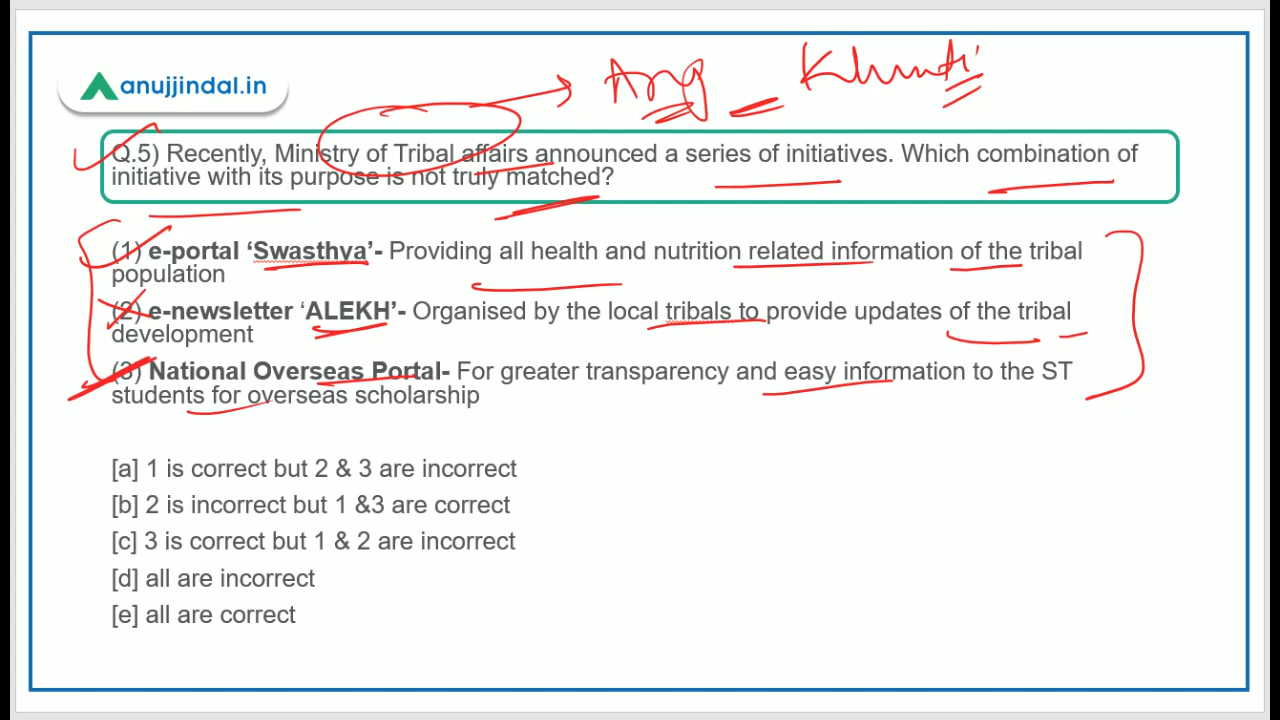 anujjindal.in
Arg Khunti
Q.5) Recently, Ministry of Tribal affairs announced a series of initiatives. Which combination of
initiative with its purpose is not truly matched?
(1) e-portal ‘Swasthya’- Providing all health and nutrition related information of the tribal
population
(2) e-newsletter ‘ALEKH’- Organised by the local tribals to provide updates of the tribal
development
(3) National Overseas Portal- For greater transparency and easy information to the ST
students for overseas scholarship
[a] 1 is correct but 2 & 3 are incorrect
[b] 2 is incorrect but 1 &3 are correct
[c] 3 is correct but 1 & 2 are incorrect
[d] all are incorrect
[e] all are correct